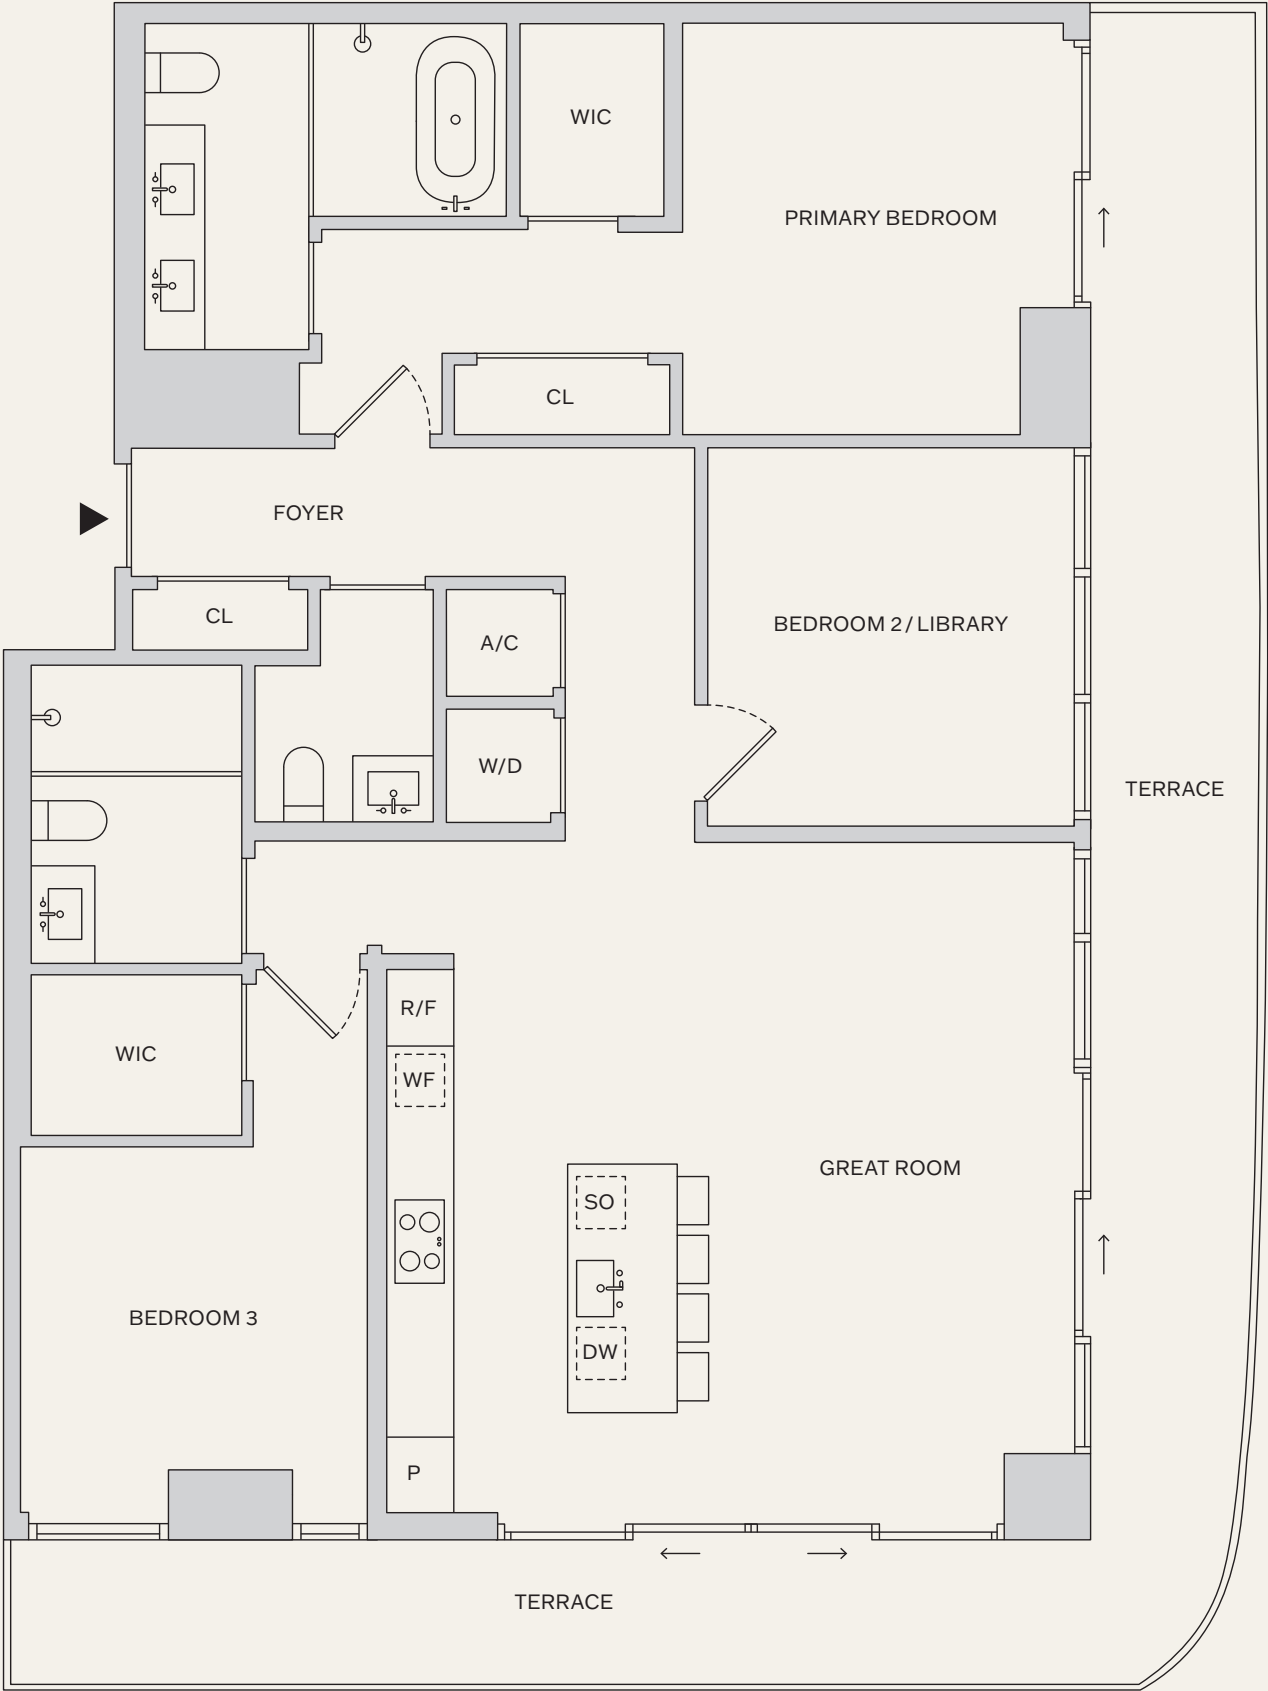 WIC
PRIMARY BEDROOM
CL
FOYER
CL
A/C
BEDROOM 2 / LIBRARY
W/D
TERRACE
R/F
WIC
WF
GREAT ROOM
SO
BEDROOM 3
DW
P
TERRACE